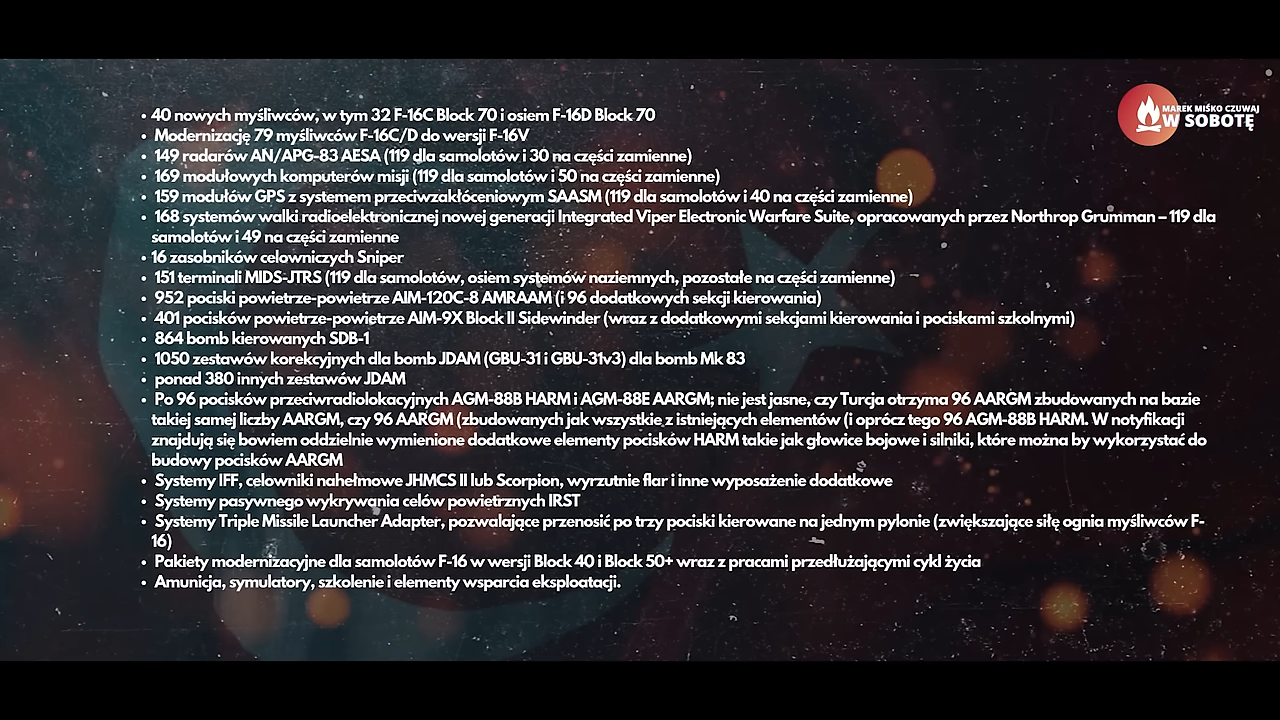 MAREK MIŚKO CZUWAJ
W SOBOTĘ
• 40 nowych myśliwców, w tym 32 F-16C Block 70 i osiem F-16D Block 70
• Modernizację 79 myśliwców F-16C/D do wersji F-16V
• 149 radarów AN/APG-83 AESA (119 dla samolotów i 30 na części zamienne)
• 169 modułowych komputerów misji (119 dla samolotów i 50 na części zamienne)
• 159 modułów GPS z systemem przeciwzakłóceniowym SAASM (119 dla samolotów i 40 na części zamienne)
• 168 systemów walki radioelektronicznej nowej generacji Integrated Viper Electronic Warfare Suite, opracowanych przez Northrop Grumman – 119 dla
samolotów i 49 na części zamienne
• 16 zasobników celowniczych Sniper
• 151 terminali MIDS-JTRS (119 dla samolotów, osiem systemów naziemnych, pozostałe na części zamienne)
• 952 pociski powietrze-powietrze AIM-120C-8 AMRAAM (i 96 dodatkowych sekcji kierowania)
• 401 pocisków powietrze-powietrze AIM-9X Block II Sidewinder (wraz z dodatkowymi sekcjami kierowania i pociskami szkolnymi)
• 864 bomb kierowanych SDB-1
• 1050 zestawów korekcyjnych dla bomb JDAM (GBU-31 i GBU-31v3) dla bomb Mk 83
• ponad 380 innych zestawów JDAM
• Po 96 pocisków przeciwradiolokacyjnych AGM-88B HARM i AGM-88E AARGM; nie jest jasne, czy Turcja otrzyma 96 AARGM zbudowanych na bazie
takiej samej liczby AARGM, czy 96 AARGM (zbudowanych jak wszystkie z istniejących elementów (i oprócz tego 96 AGM-88B HARM. W notyfikacji
znajdują się bowiem oddzielnie wymienione dodatkowe elementy pocisków HARM takie jak głowice bojowe i silniki, które można by wykorzystać do
budowy pocisków AARGM
• Systemy IFF, celowniki nahełmowe JHMCS II lub Scorpion, wyrzutnie flar i inne wyposażenie dodatkowe
• Systemy pasywnego wykrywania celów powietrznych IRST
• Systemy Triple Missile Launcher Adapter, pozwalające przenosić po trzy pociski kierowane na jednym pylonie (zwiększające siłę ognia myśliwców F-
16)
• Pakiety modernizacyjne dla samolotów F-16 w wersji Block 40 i Block 50+ wraz z pracami przedłużającymi cykl życia
• Amunicja, symulatory, szkolenie i elementy wsparcia eksploatacji.